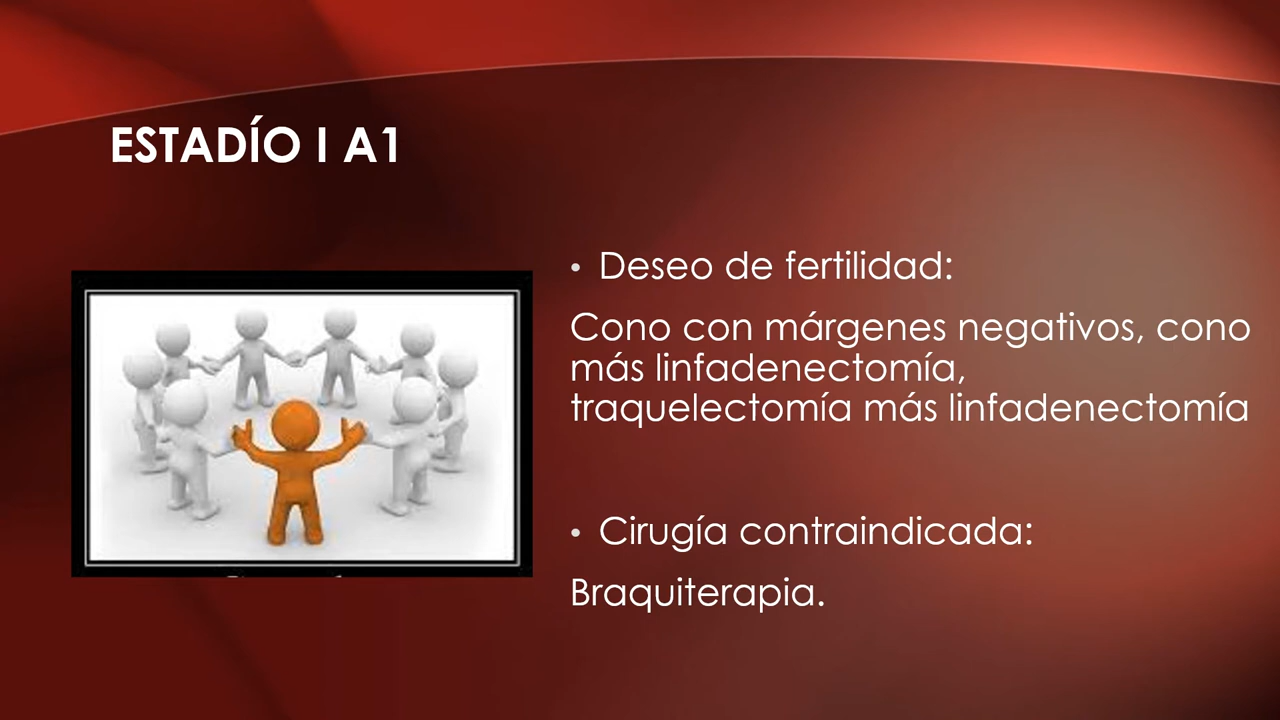 ESTADÍO I A1
• Deseo de fertilidad:
Cono con márgenes negativos, cono
más linfadenectomía,
traquelectomía más linfadenectomía
• Cirugía contraindicada:
Braquiterapia.